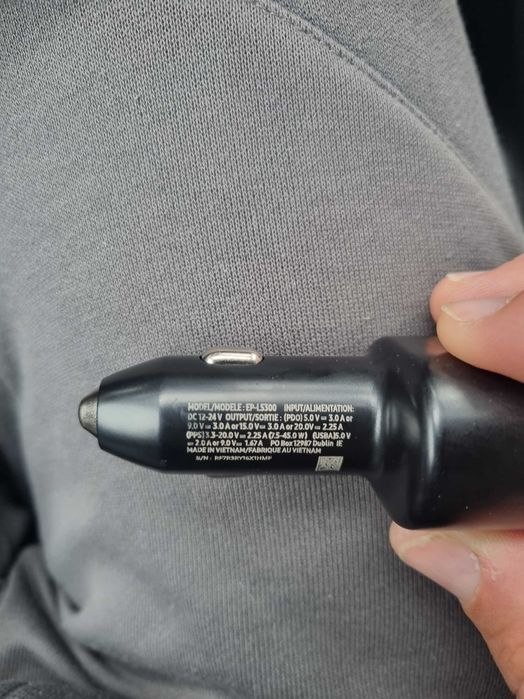 MODEL/MODELE : EP-L5300 INPUT/ALIMENTATION:
DC 12-24 V OUTPUT/SORTIE : (PDO) 5.0 V ⎓ 3.0 A or
9.0 V ⎓ 3.0 A or 15.0 V ⎓ 3.0 A or 20.0V ⎓ 2.25 A
(PPS) 3.3-20.0 V ⎓ 2.25 A (7.5-45.0 W) (USBA)5.0 V
⎓ 2.0 A or 9.0 V ⎓ 1.67 A PO Box 12987 Dublin IE
MADE IN VIETNAM/FABRIQUE AU VIETNAM
S/N :